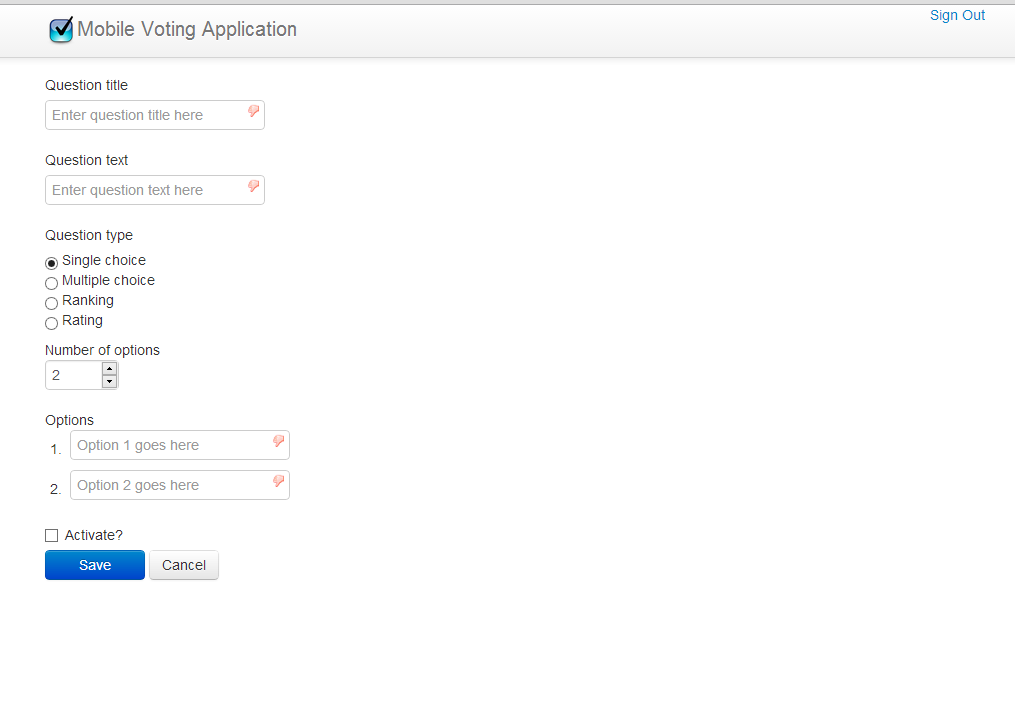 Mobile Voting Application
Sign Out
Question title
Enter question title here
Question text
Enter question text here
Question type
Single choice
Multiple choice
Ranking
Rating
Number of options
2
Options
1. Option 1 goes here
2. Option 2 goes here
Activate?
Save Cancel